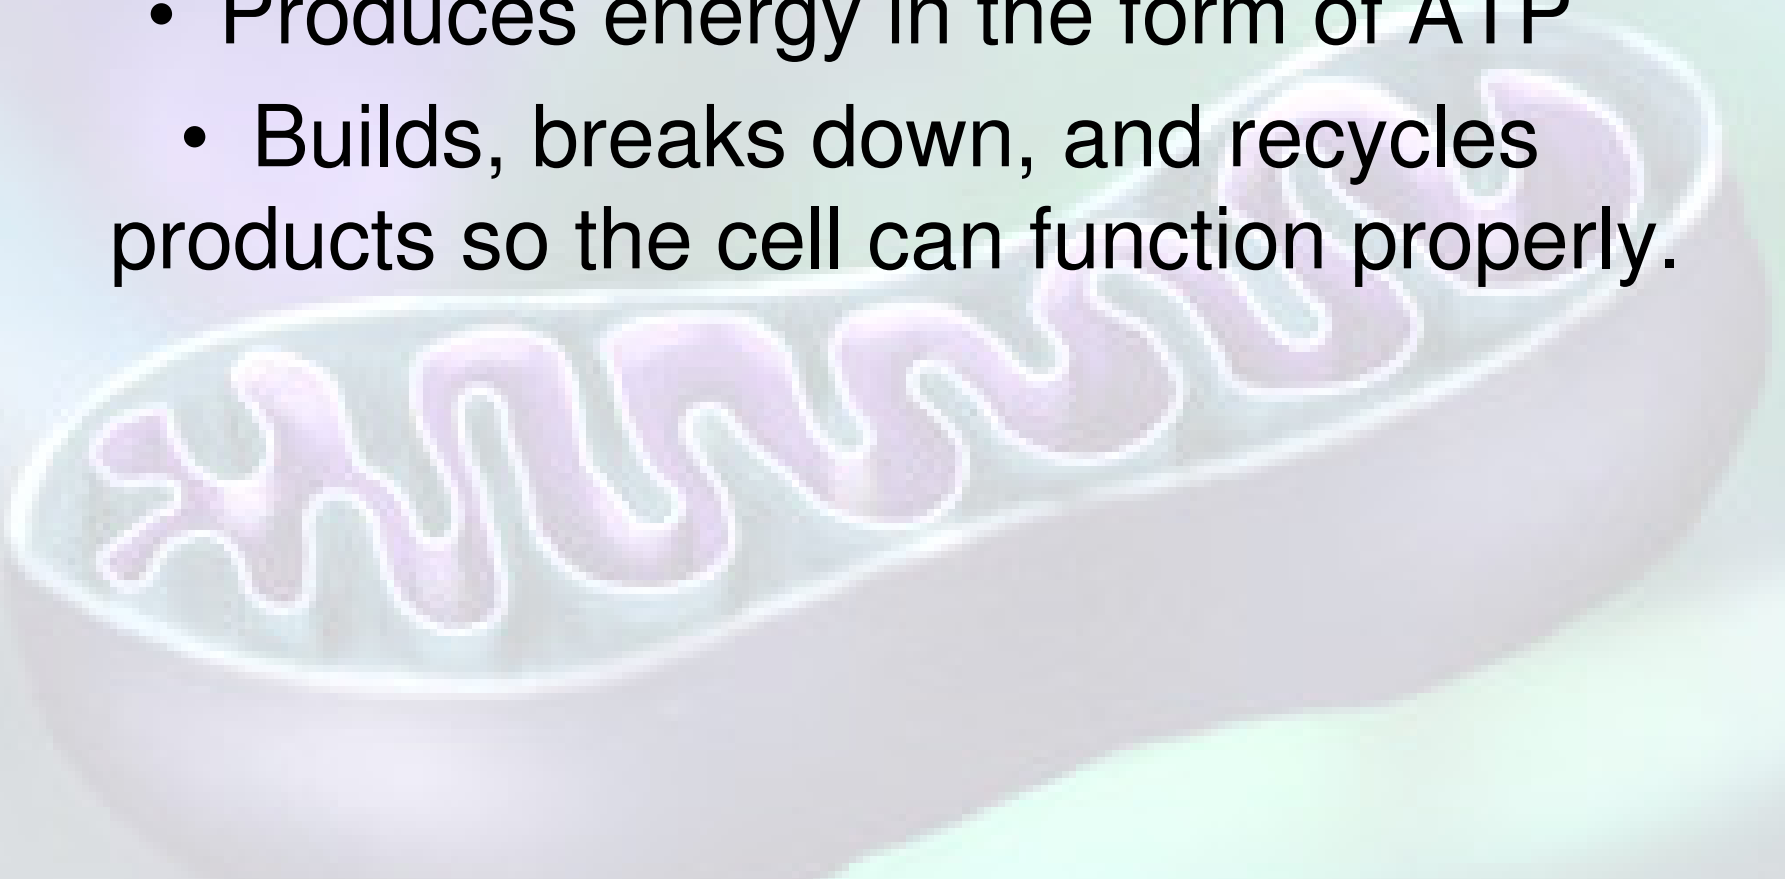 • Produces energy in the form of ATP
• Builds, breaks down, and recycles
products so the cell can function properly.